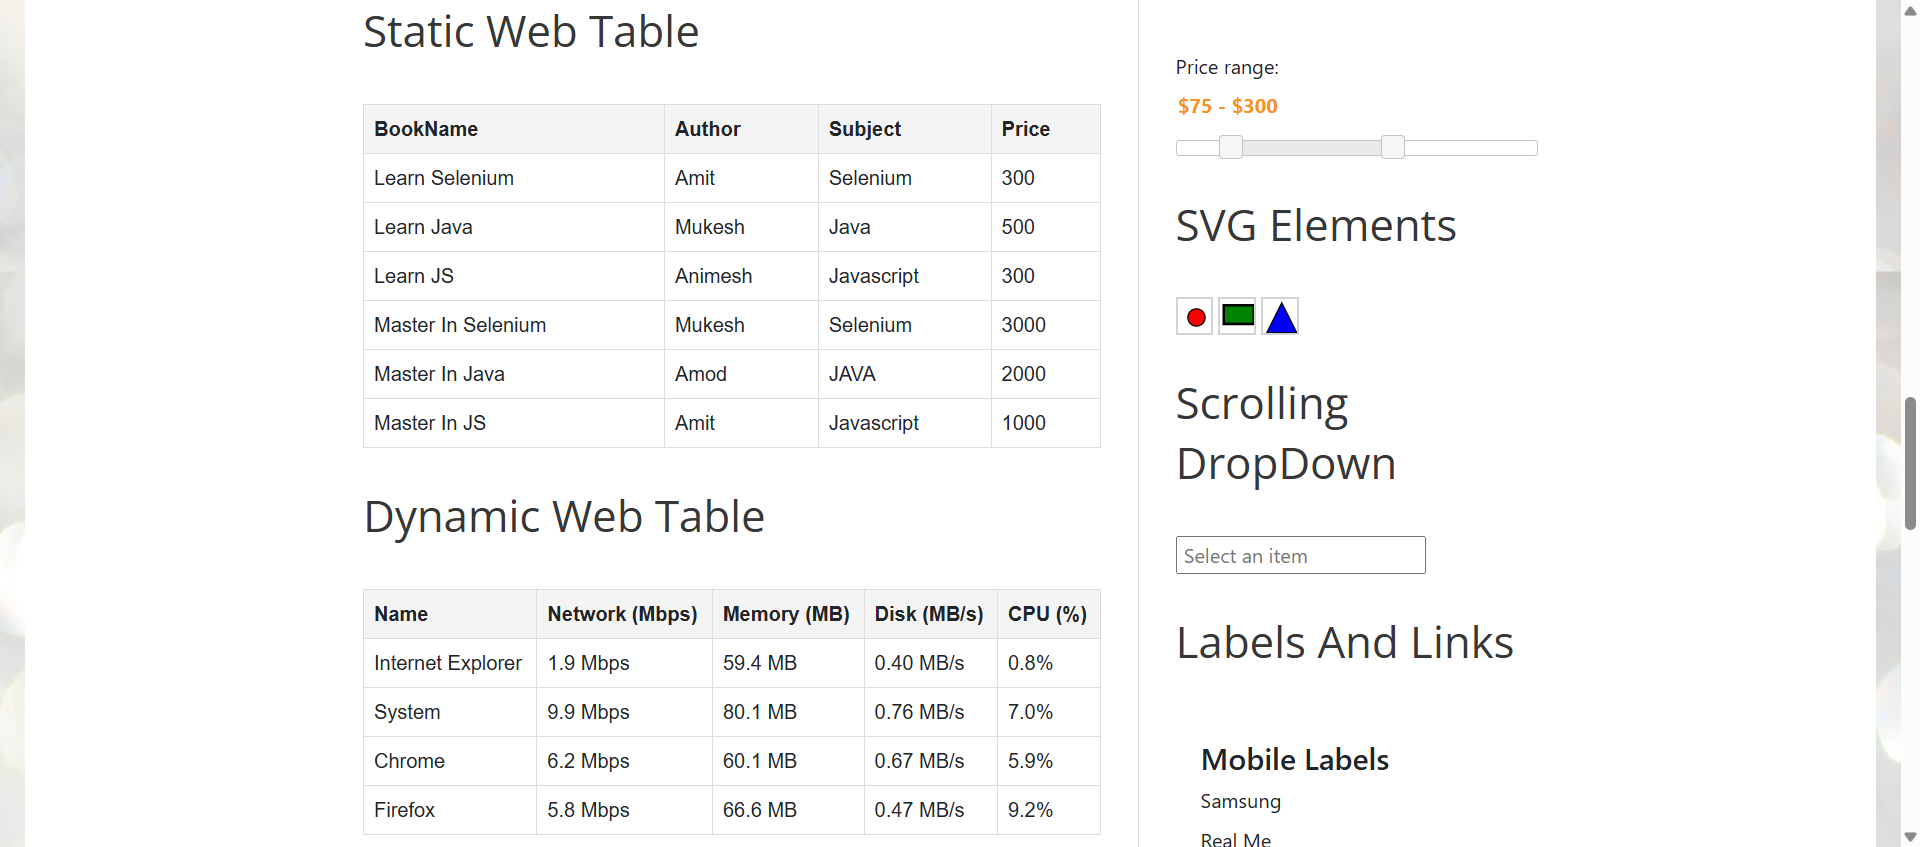 Static Web Table
BookName Author Subject Price
Learn Selenium Amit Selenium 300
Learn Java Mukesh Java 500
Learn JS Animesh Javascript 300
Master In Selenium Mukesh Selenium 3000
Master In Java Amod JAVA 2000
Master In JS Amit Javascript 1000
Dynamic Web Table
Name Network (Mbps) Memory (MB) Disk (MB/s) CPU (%)
Internet Explorer 1.9 Mbps 59.4 MB 0.40 MB/s 0.8%
System 9.9 Mbps 80.1 MB 0.76 MB/s 7.0%
Chrome 6.2 Mbps 60.1 MB 0.67 MB/s 5.9%
Firefox 5.8 Mbps 66.6 MB 0.47 MB/s 9.2%
Price range:
$75 - $300
SVG Elements
Scrolling
DropDown
Select an item
Labels And Links
Mobile Labels
Samsung
Real Me